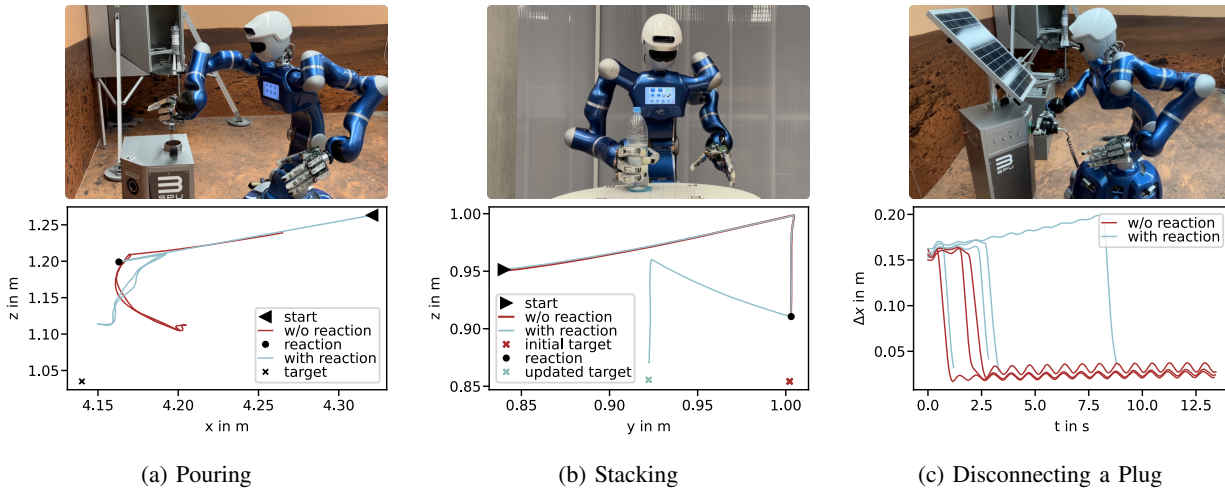 3
SPU
3
SPU
1.25
1.20
1.15
1.10
1.05
z in m
4.15
4.20
4.25
4.30
x in m
start
w/o reaction
reaction
with reaction
target
1.00
0.95
0.90
0.85
z in m
0.85
0.90
0.95
1.00
y in m
start
w/o reaction
with reaction
initial target
reaction
updated target
0.20
0.15
0.10
0.05
Δx in m
0.0
2.5
5.0
7.5
10.0
12.5
t in s
w/o reaction
with reaction
(a) Pouring
(b) Stacking
(c) Disconnecting a Plug